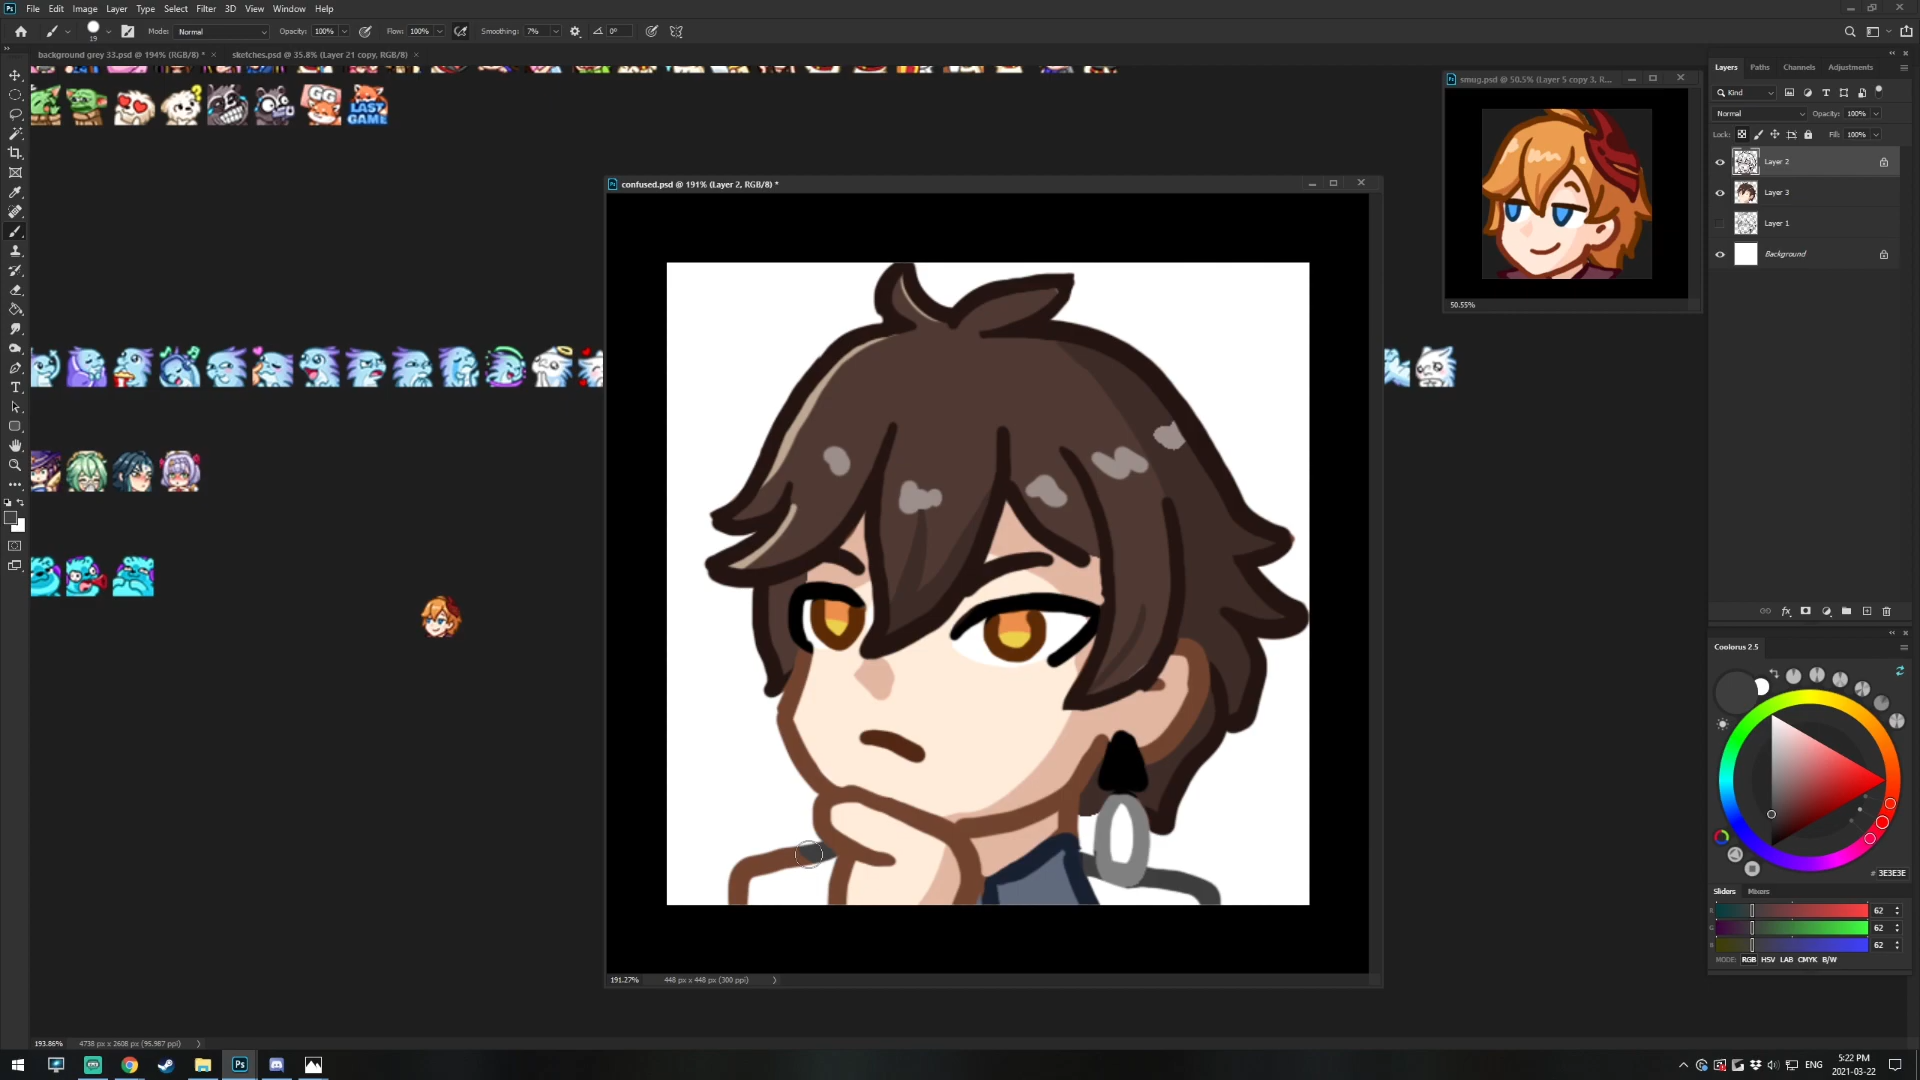 File Edit Image Layer Type Select Filter 3D View Window Help
19 Mode: Normal Opacity: 100% Flow: 100% Smoothing: 7% 0°
background grey 33.psd @ 194% (RGB/8) * × sketches.psd @ 35.8% (Layer 21 copy, RGB/8) ×
GG
LAST
GAME
smug.psd @ 50.5% (Layer 5 copy 3, R...
50.55%
confused.psd @ 191% (Layer 2, RGB/8) *
191.27% 448 px x 448 px (300 ppi)
193.86% 4738 px x 2608 px (95.987 ppi)
Layers Paths Channels Adjustments
Kind
Normal Opacity: 100%
Lock: Fill: 100%
Layer 2
Layer 3
Layer 1
Background
fx
Coolorus 2.5
# 3E3E3E
Sliders Mixers
R 62
G 62
B 62
MODE: RGB HSV LAB CMYK B/W
ENG 5:22 PM
2021-03-22